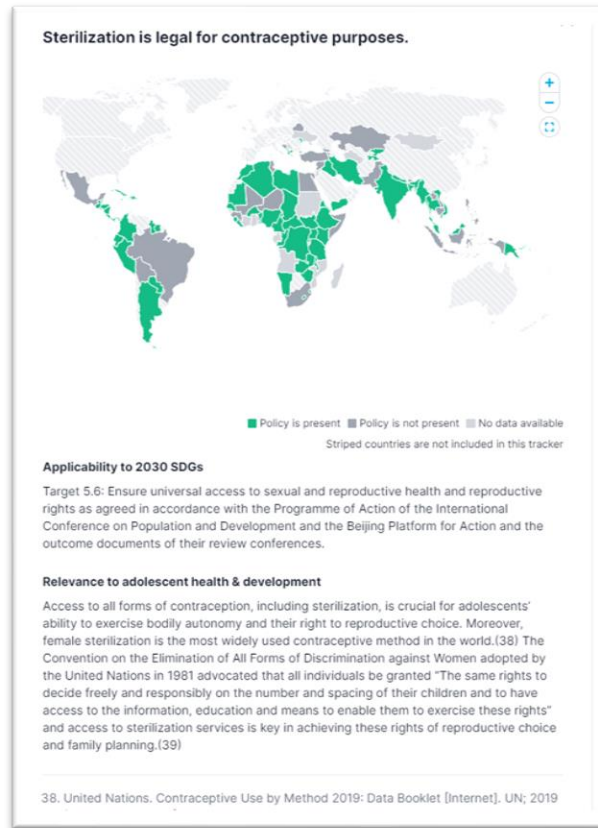 Sterilization is legal for contraceptive purposes.
+
−
Policy is present Policy is not present No data available
Striped countries are not included in this tracker
Applicability to 2030 SDGs
Target 5.6: Ensure universal access to sexual and reproductive health and reproductive
rights as agreed in accordance with the Programme of Action of the International
Conference on Population and Development and the Beijing Platform for Action and the
outcome documents of their review conferences.
Relevance to adolescent health & development
Access to all forms of contraception, including sterilization, is crucial for adolescents'
ability to exercise bodily autonomy and their right to reproductive choice. Moreover,
female sterilization is the most widely used contraceptive method in the world.(38) The
Convention on the Elimination of All Forms of Discrimination against Women adopted by
the United Nations in 1981 advocated that all individuals be granted "The same rights to
decide freely and responsibly on the number and spacing of their children and to have
access to the information, education and means to enable them to exercise these rights"
and access to sterilization services is key in achieving these rights of reproductive choice
and family planning.(39)
38. United Nations. Contraceptive Use by Method 2019: Data Booklet [Internet]. UN; 2019